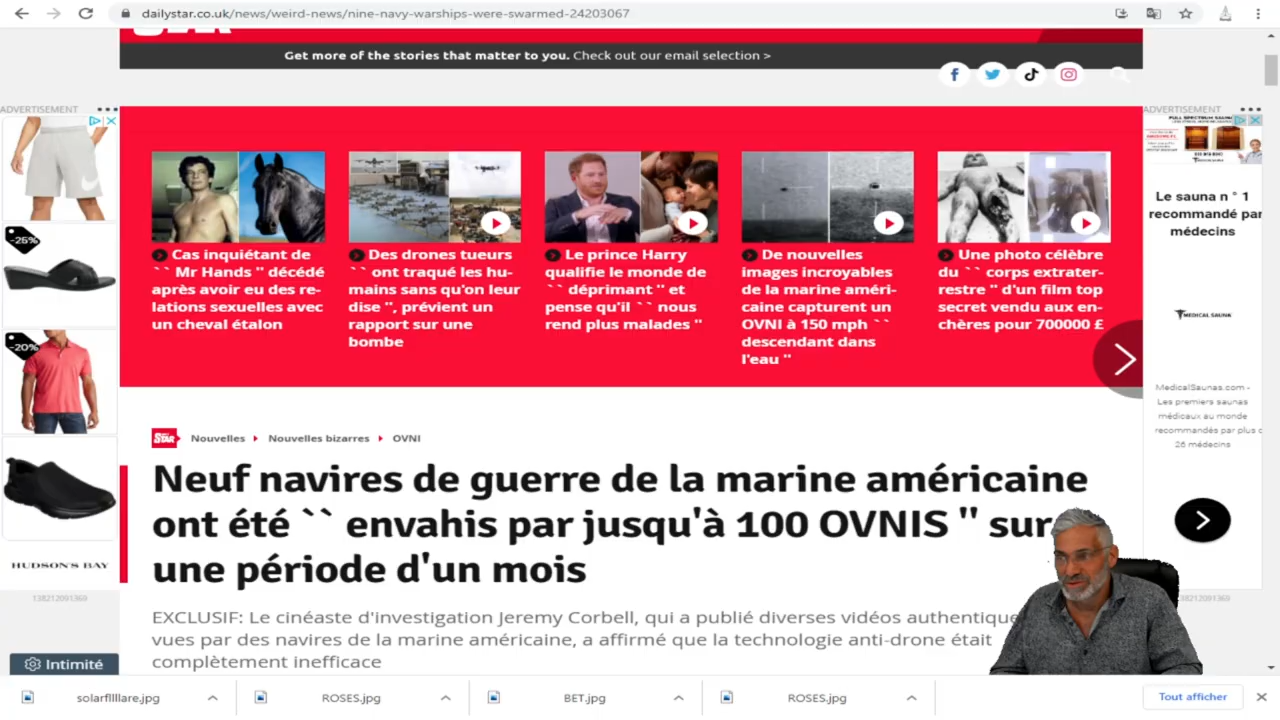 dailystar.co.uk/news/weird-news/nine-navy-warships-were-swarmed-24203067
STAR
Get more of the stories that matter to you. Check out our email selection >
ADVERTISEMENT
-25%
-20%
HUDSON'S BAY
138212091369
Intimité
Cas inquiétant de
`` Mr Hands '' décédé
après avoir eu des re-
lations sexuelles avec
un cheval étalon
Des drones tueurs
`` ont traqué les hu-
mains sans qu'on leur
dise '', prévient un
rapport sur une
bombe
Le prince Harry
qualifie le monde de
`` déprimant '' et
pense qu'il `` nous
rend plus malades ''
De nouvelles
images incroyables
de la marine améri-
caine capturent un
OVNI à 150 mph ``
descendant dans
l'eau ''
Une photo célèbre
du `` corps extrater-
restre '' d'un film top
secret vendu aux en-
chères pour 700000 £
STAR
Nouvelles
Nouvelles bizarres
OVNI
Neuf navires de guerre de la marine américaine
ont été `` envahis par jusqu'à 100 OVNIS '' sur
une période d'un mois
EXCLUSIF: Le cinéaste d'investigation Jeremy Corbell, qui a publié diverses vidéos authentique
vues par des navires de la marine américaine, a affirmé que la technologie anti-drone était
complètement inefficace
ADVERTISEMENT
FULL SPECTRUM SAUNA
Le sauna n ° 1
recommandé par
médecins
MEDICAL SAUNA
MedicalSaunas.com -
Les premiers saunas
médicaux au monde
recommandés par plus
26 médecins
38212091369
solarfllllare.jpg
ROSES.jpg
BET.jpg
ROSES.jpg
Tout afficher